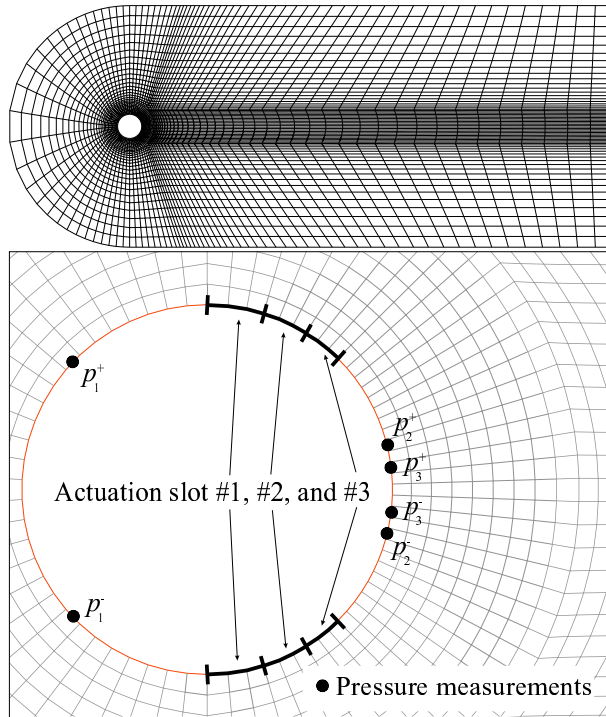 p₁⁺
p₂⁺
p₃⁺
Actuation slot #1, #2, and #3
p₃⁻
p₂⁻
p₁⁻
Pressure measurements